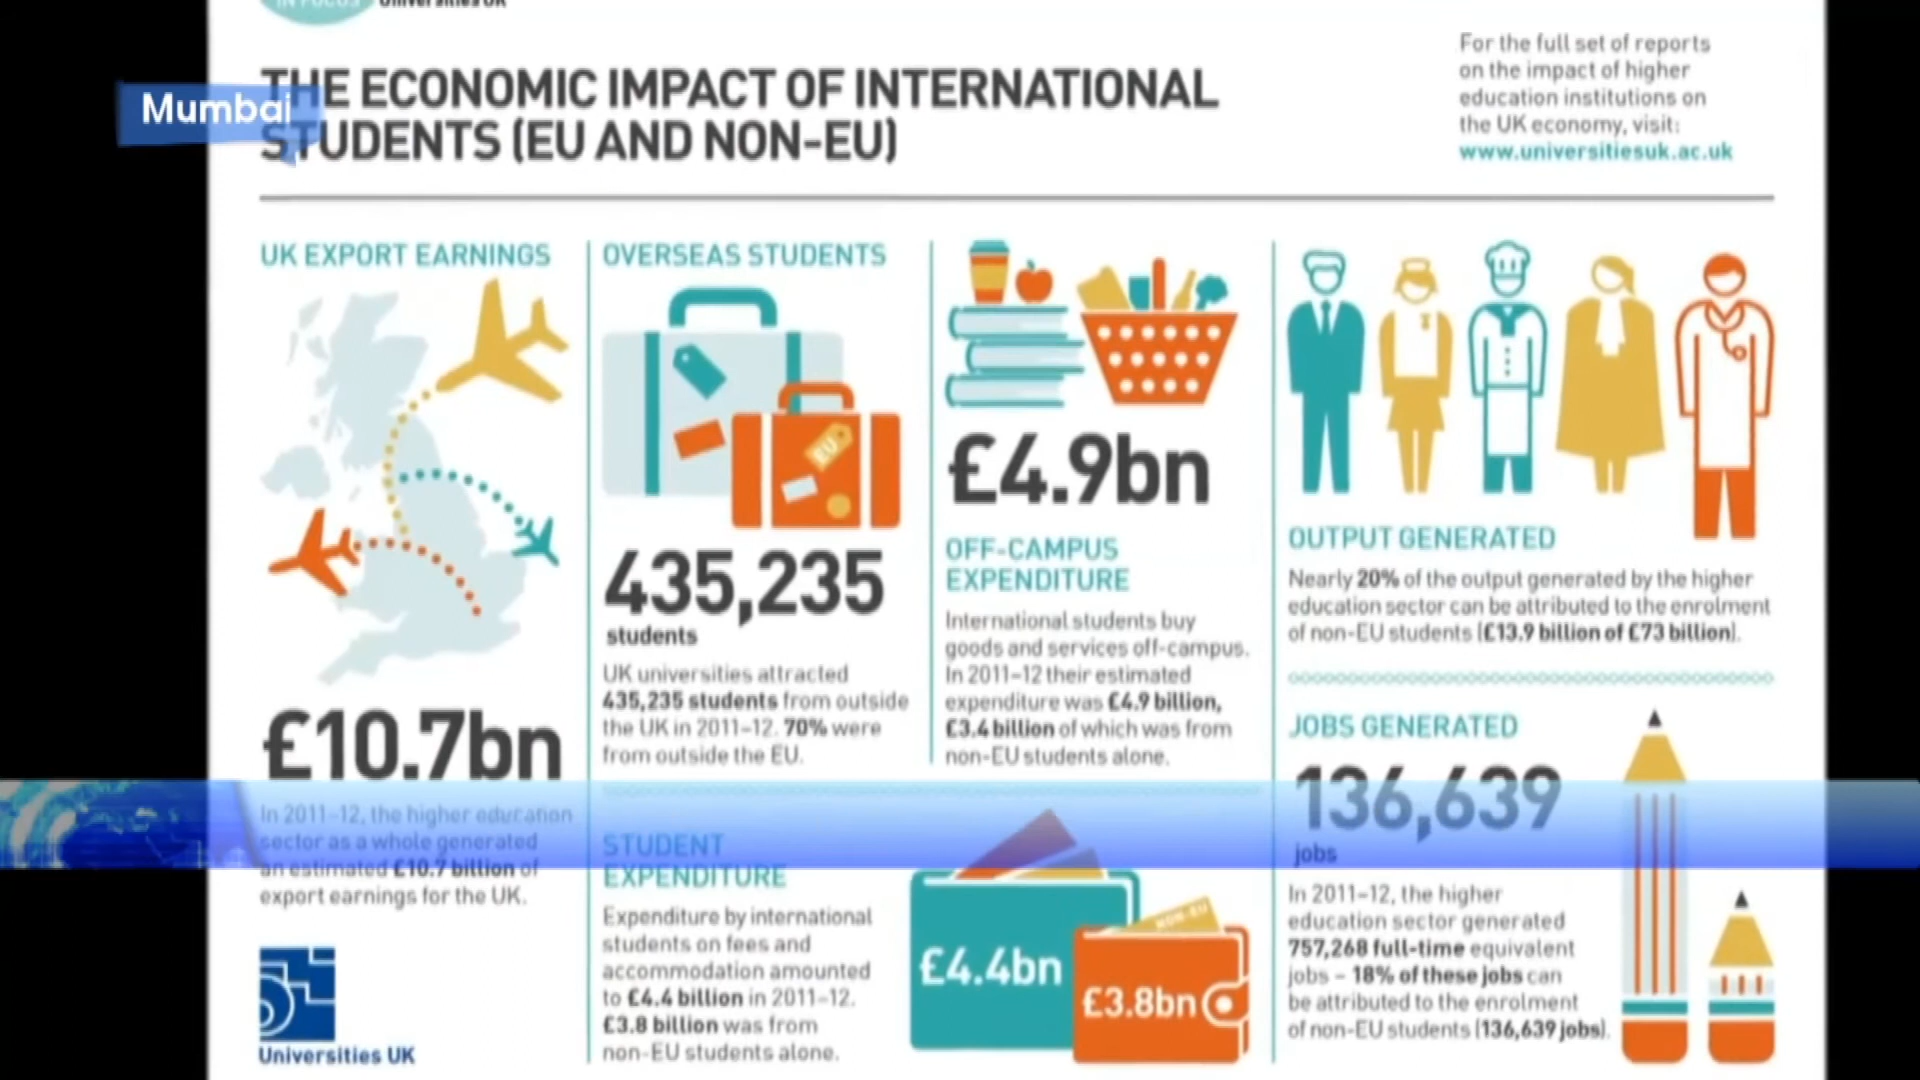 IN FOCUS Universities UK
Mumbai
THE ECONOMIC IMPACT OF INTERNATIONAL
STUDENTS (EU AND NON-EU)
For the full set of reports
on the impact of higher
education institutions on
the UK economy, visit:
www.universitiesuk.ac.uk
UK EXPORT EARNINGS
£10.7bn
In 2011-12, the higher education
sector as a whole generated
an estimated £10.7 billion of
export earnings for the UK.
Universities UK
OVERSEAS STUDENTS
EU
435,235
students
UK universities attracted
435,235 students from outside
the UK in 2011-12. 70% were
from outside the EU.
£4.9bn
OFF-CAMPUS
EXPENDITURE
International students buy
goods and services off-campus.
In 2011-12 their estimated
expenditure was £4.9 billion,
£3.4 billion of which was from
non-EU students alone.
STUDENT
EXPENDITURE
Expenditure by international
students on fees and
accommodation amounted
to £4.4 billion in 2011-12.
£3.8 billion was from
non-EU students alone.
£4.4bn
NON-EU
£3.8bn
OUTPUT GENERATED
Nearly 20% of the output generated by the higher
education sector can be attributed to the enrolment
of non-EU students (£13.9 billion of £73 billion).
JOBS GENERATED
136,639
jobs
In 2011-12, the higher
education sector generated
757,268 full-time equivalent
jobs – 18% of these jobs can
be attributed to the enrolment
of non-EU students (136,639 jobs).